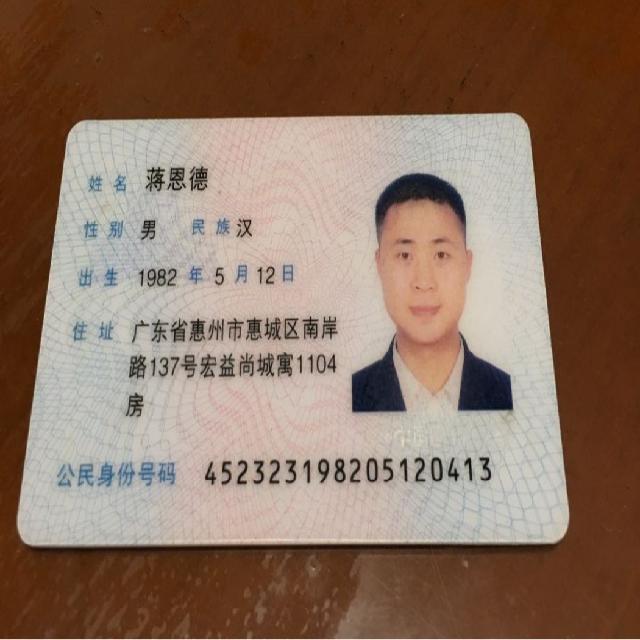 姓名 蒋恩德
性别 男 民族 汉
出生 1982 年 5 月 12 日
住址 广东省惠州市惠城区南岸
路137号宏益尚城寓1104
房
公民身份号码 452323198205120413